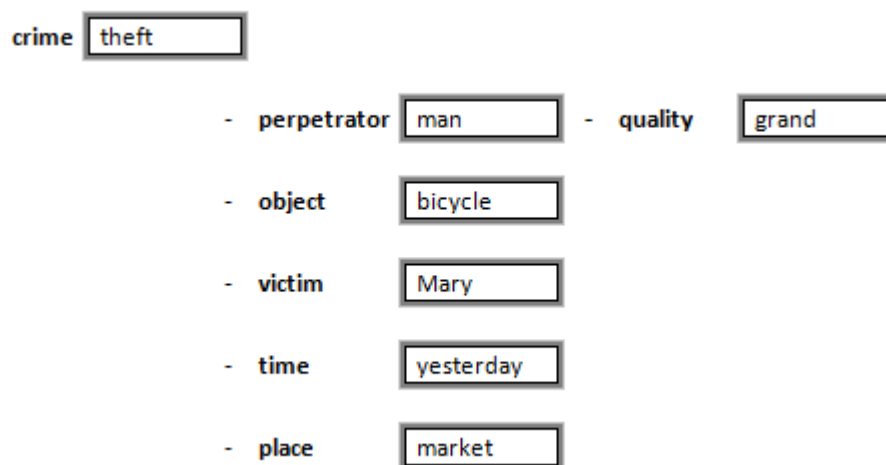 crime theft
- perpetrator man - quality grand
- object bicycle
- victim Mary
- time yesterday
- place market